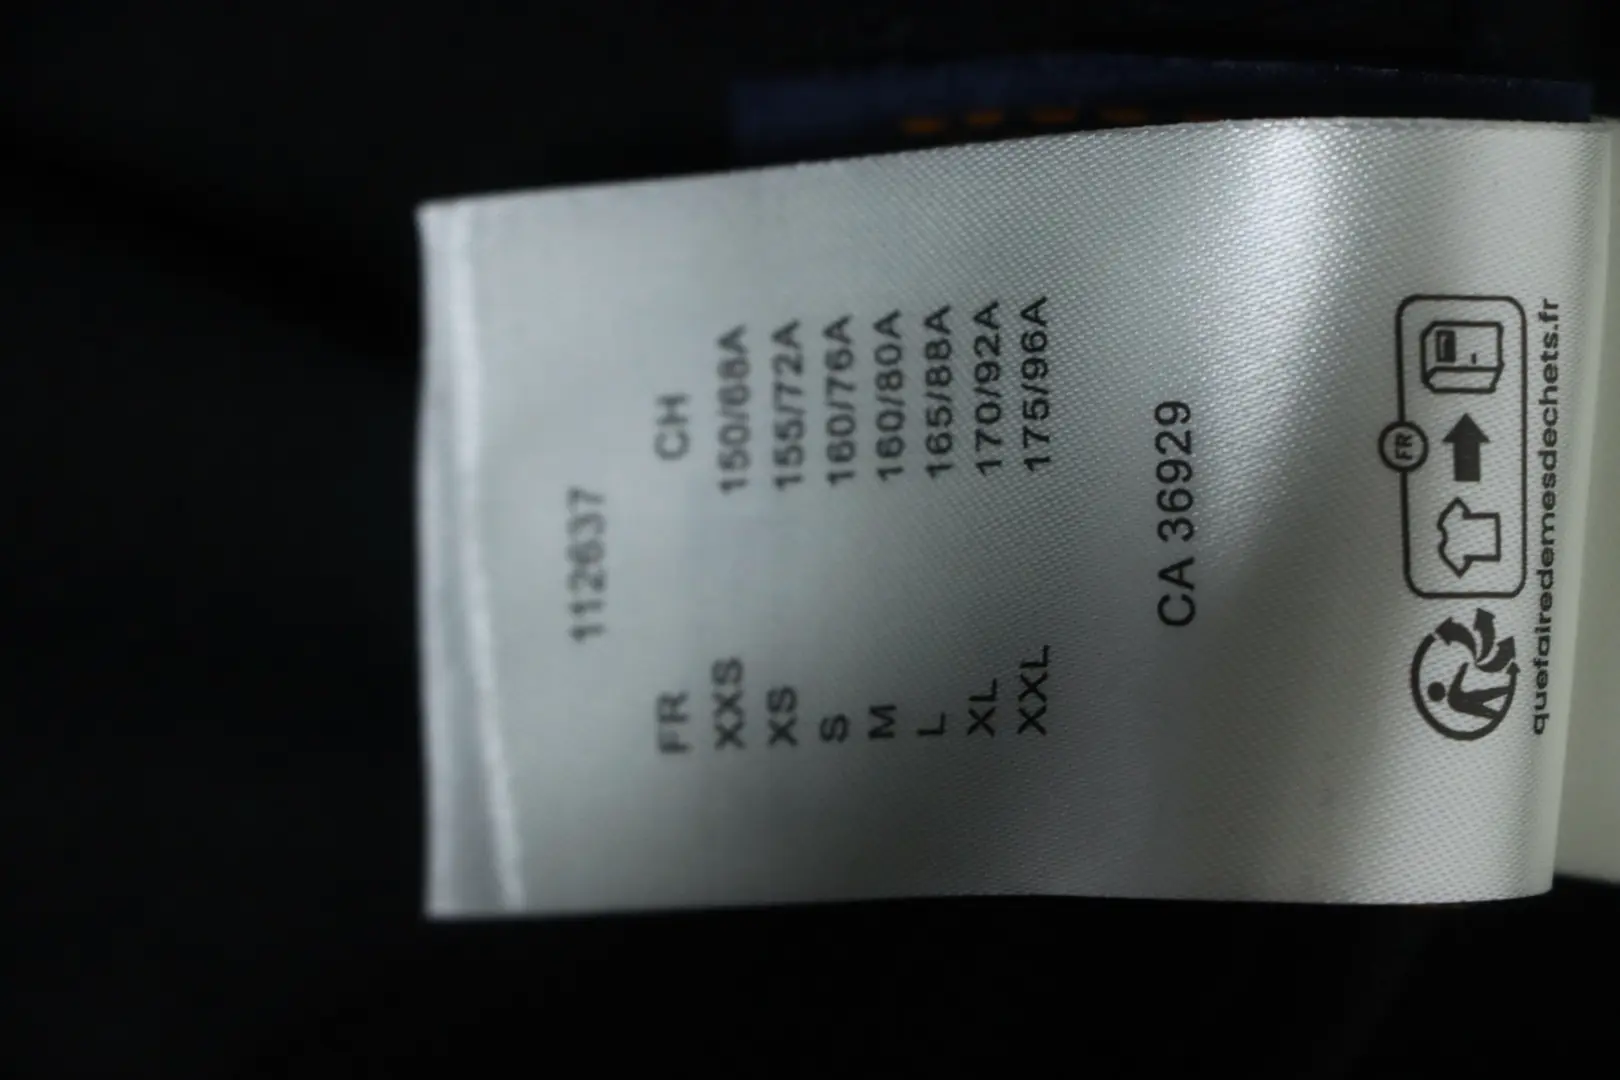 112637
FR CH
XXS 150/68A
XS 155/72A
S 160/76A
M 160/80A
L 165/88A
XL 170/92A
XXL 175/96A
CA 36929
FR
quefairedemesdechets.fr